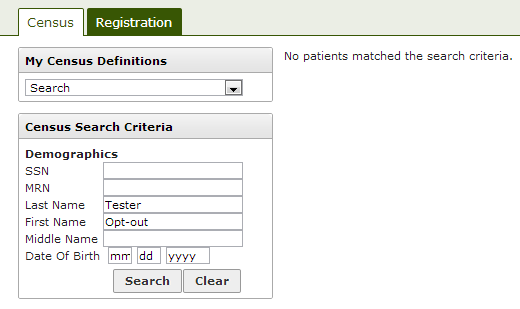 Census Registration
My Census Definitions
Search
No patients matched the search criteria.
Census Search Criteria
Demographics
SSN
MRN
Last Name Tester
First Name Opt-out
Middle Name
Date Of Birth mm dd yyyy
Search Clear